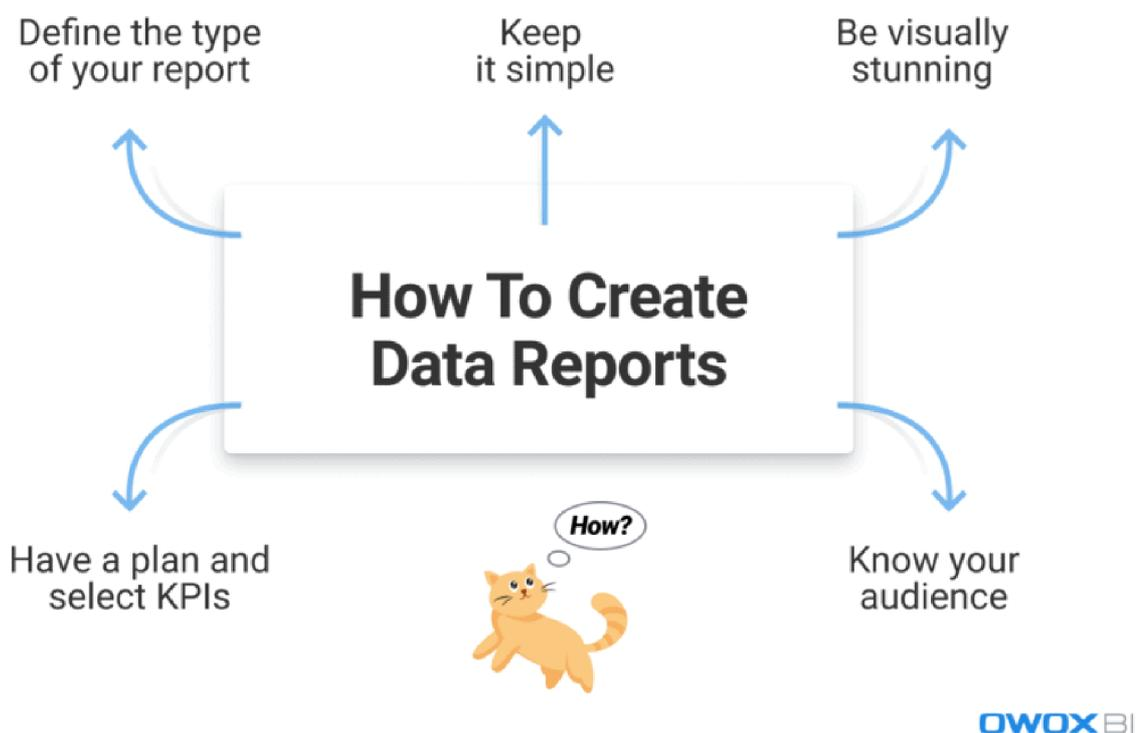 Define the type
of your report
Keep
it simple
Be visually
stunning
How To Create
Data Reports
Have a plan and
select KPIs
How?
Know your
audience
OWOX BI